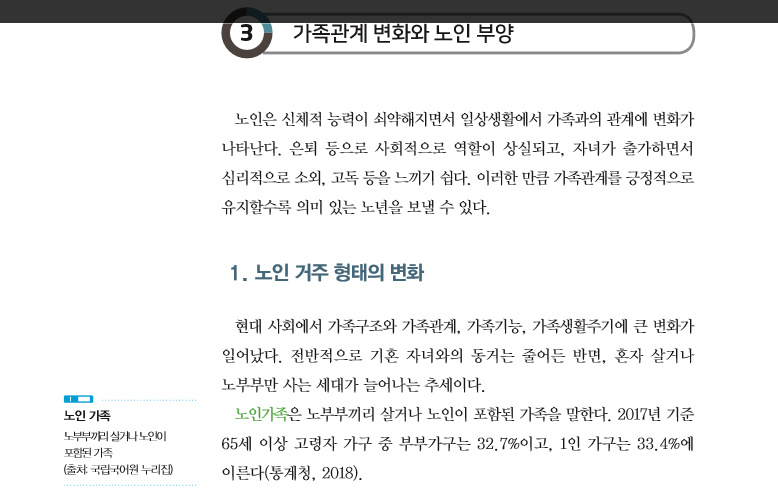 3 가족관계 변화와 노인 부양
노인은 신체적 능력이 쇠약해지면서 일상생활에서 가족과의 관계에 변화가
나타난다. 은퇴 등으로 사회적으로 역할이 상실되고, 자녀가 출가하면서
심리적으로 소외, 고독 등을 느끼기 쉽다. 이러한 만큼 가족관계를 긍정적으로
유지할수록 의미 있는 노년을 보낼 수 있다.
1. 노인 거주 형태의 변화
현대 사회에서 가족구조와 가족관계, 가족기능, 가족생활주기에 큰 변화가
일어났다. 전반적으로 기혼 자녀와의 동거는 줄어든 반면, 혼자 살거나
노부부만 사는 세대가 늘어나는 추세이다.
노인가족은 노부부끼리 살거나 노인이 포함된 가족을 말한다. 2017년 기준
65세 이상 고령자 가구 중 부부가구는 32.7%이고, 1인 가구는 33.4%에
이른다(통계청, 2018).
노인 가족
노부부끼리 살거나 노인이
포함된 가족
(출처: 국립국어원 누리집)